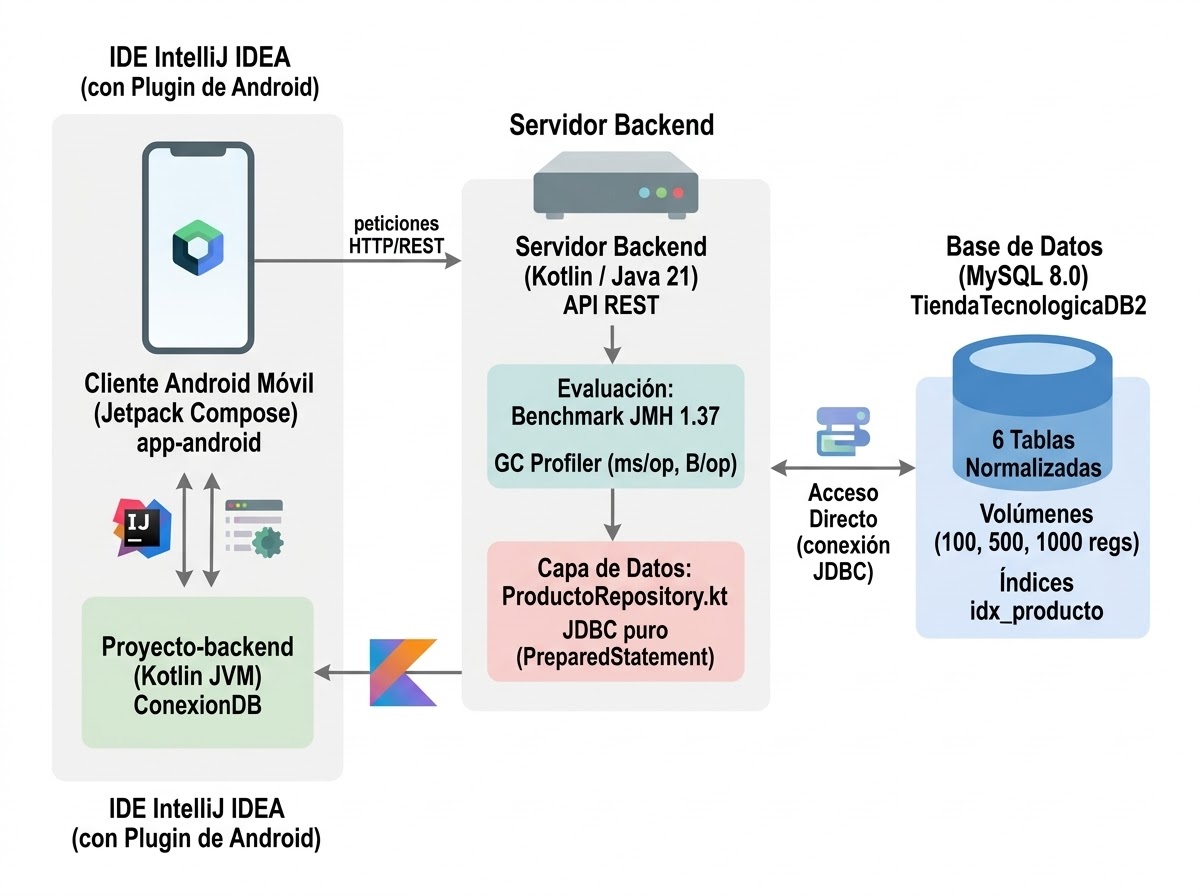 IDE IntelliJ IDEA
(con Plugin de Android)
Cliente Android Móvil
(Jetpack Compose)
app-android
IJ
Proyecto-backend
(Kotlin JVM)
ConexionDB
IDE IntelliJ IDEA
(con Plugin de Android)
peticiones
HTTP/REST
Servidor Backend
Servidor Backend
(Kotlin / Java 21)
API REST
Evaluación:
Benchmark JMH 1.37
GC Profiler (ms/op, B/op)
Capa de Datos:
ProductoRepository.kt
JDBC puro
(PreparedStatement)
Acceso
Directo
(conexión
JDBC)
Base de Datos
(MySQL 8.0)
TiendaTecnologicaDB2
6 Tablas
Normalizadas
Volúmenes
(100, 500, 1000 regs)
Índices
idx_producto